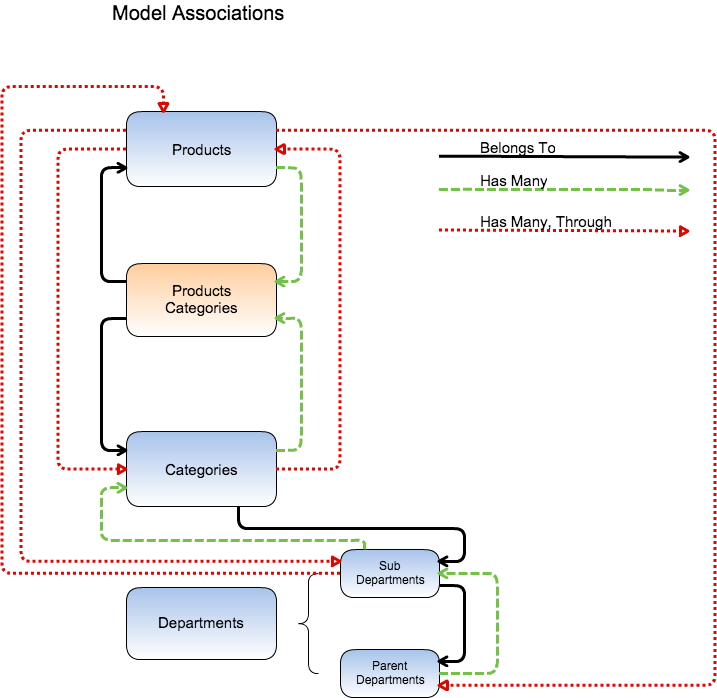 Model Associations
Products
Belongs To
Has Many
Has Many, Through
Products
Categories
Categories
Sub
Departments
Departments
Parent
Departments